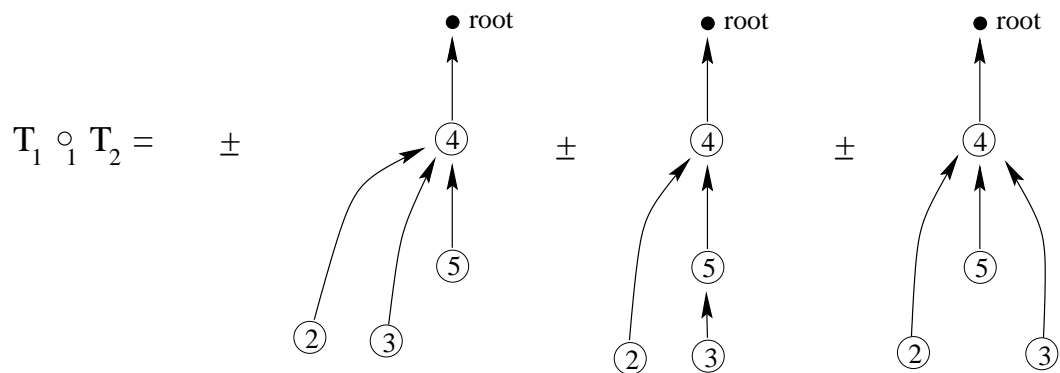 root root root
T₁ ∘₁ T₂ = ± ④ ± ④ ± ④
⑤ ⑤ ⑤
② ③ ② ③ ② ③